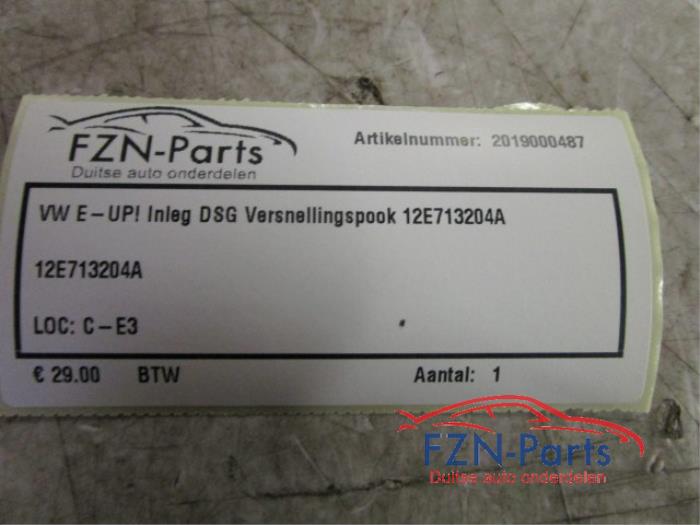 FZN-Parts
Duitse auto onderdelen
Artikelnummer: 2019000487
VW E-UP! Inleg DSG Versnellingspook 12E713204A
12E713204A
LOC: C-E3
€ 29.00 BTW Aantal: 1
FZN-Parts
Duitse auto onderdelen